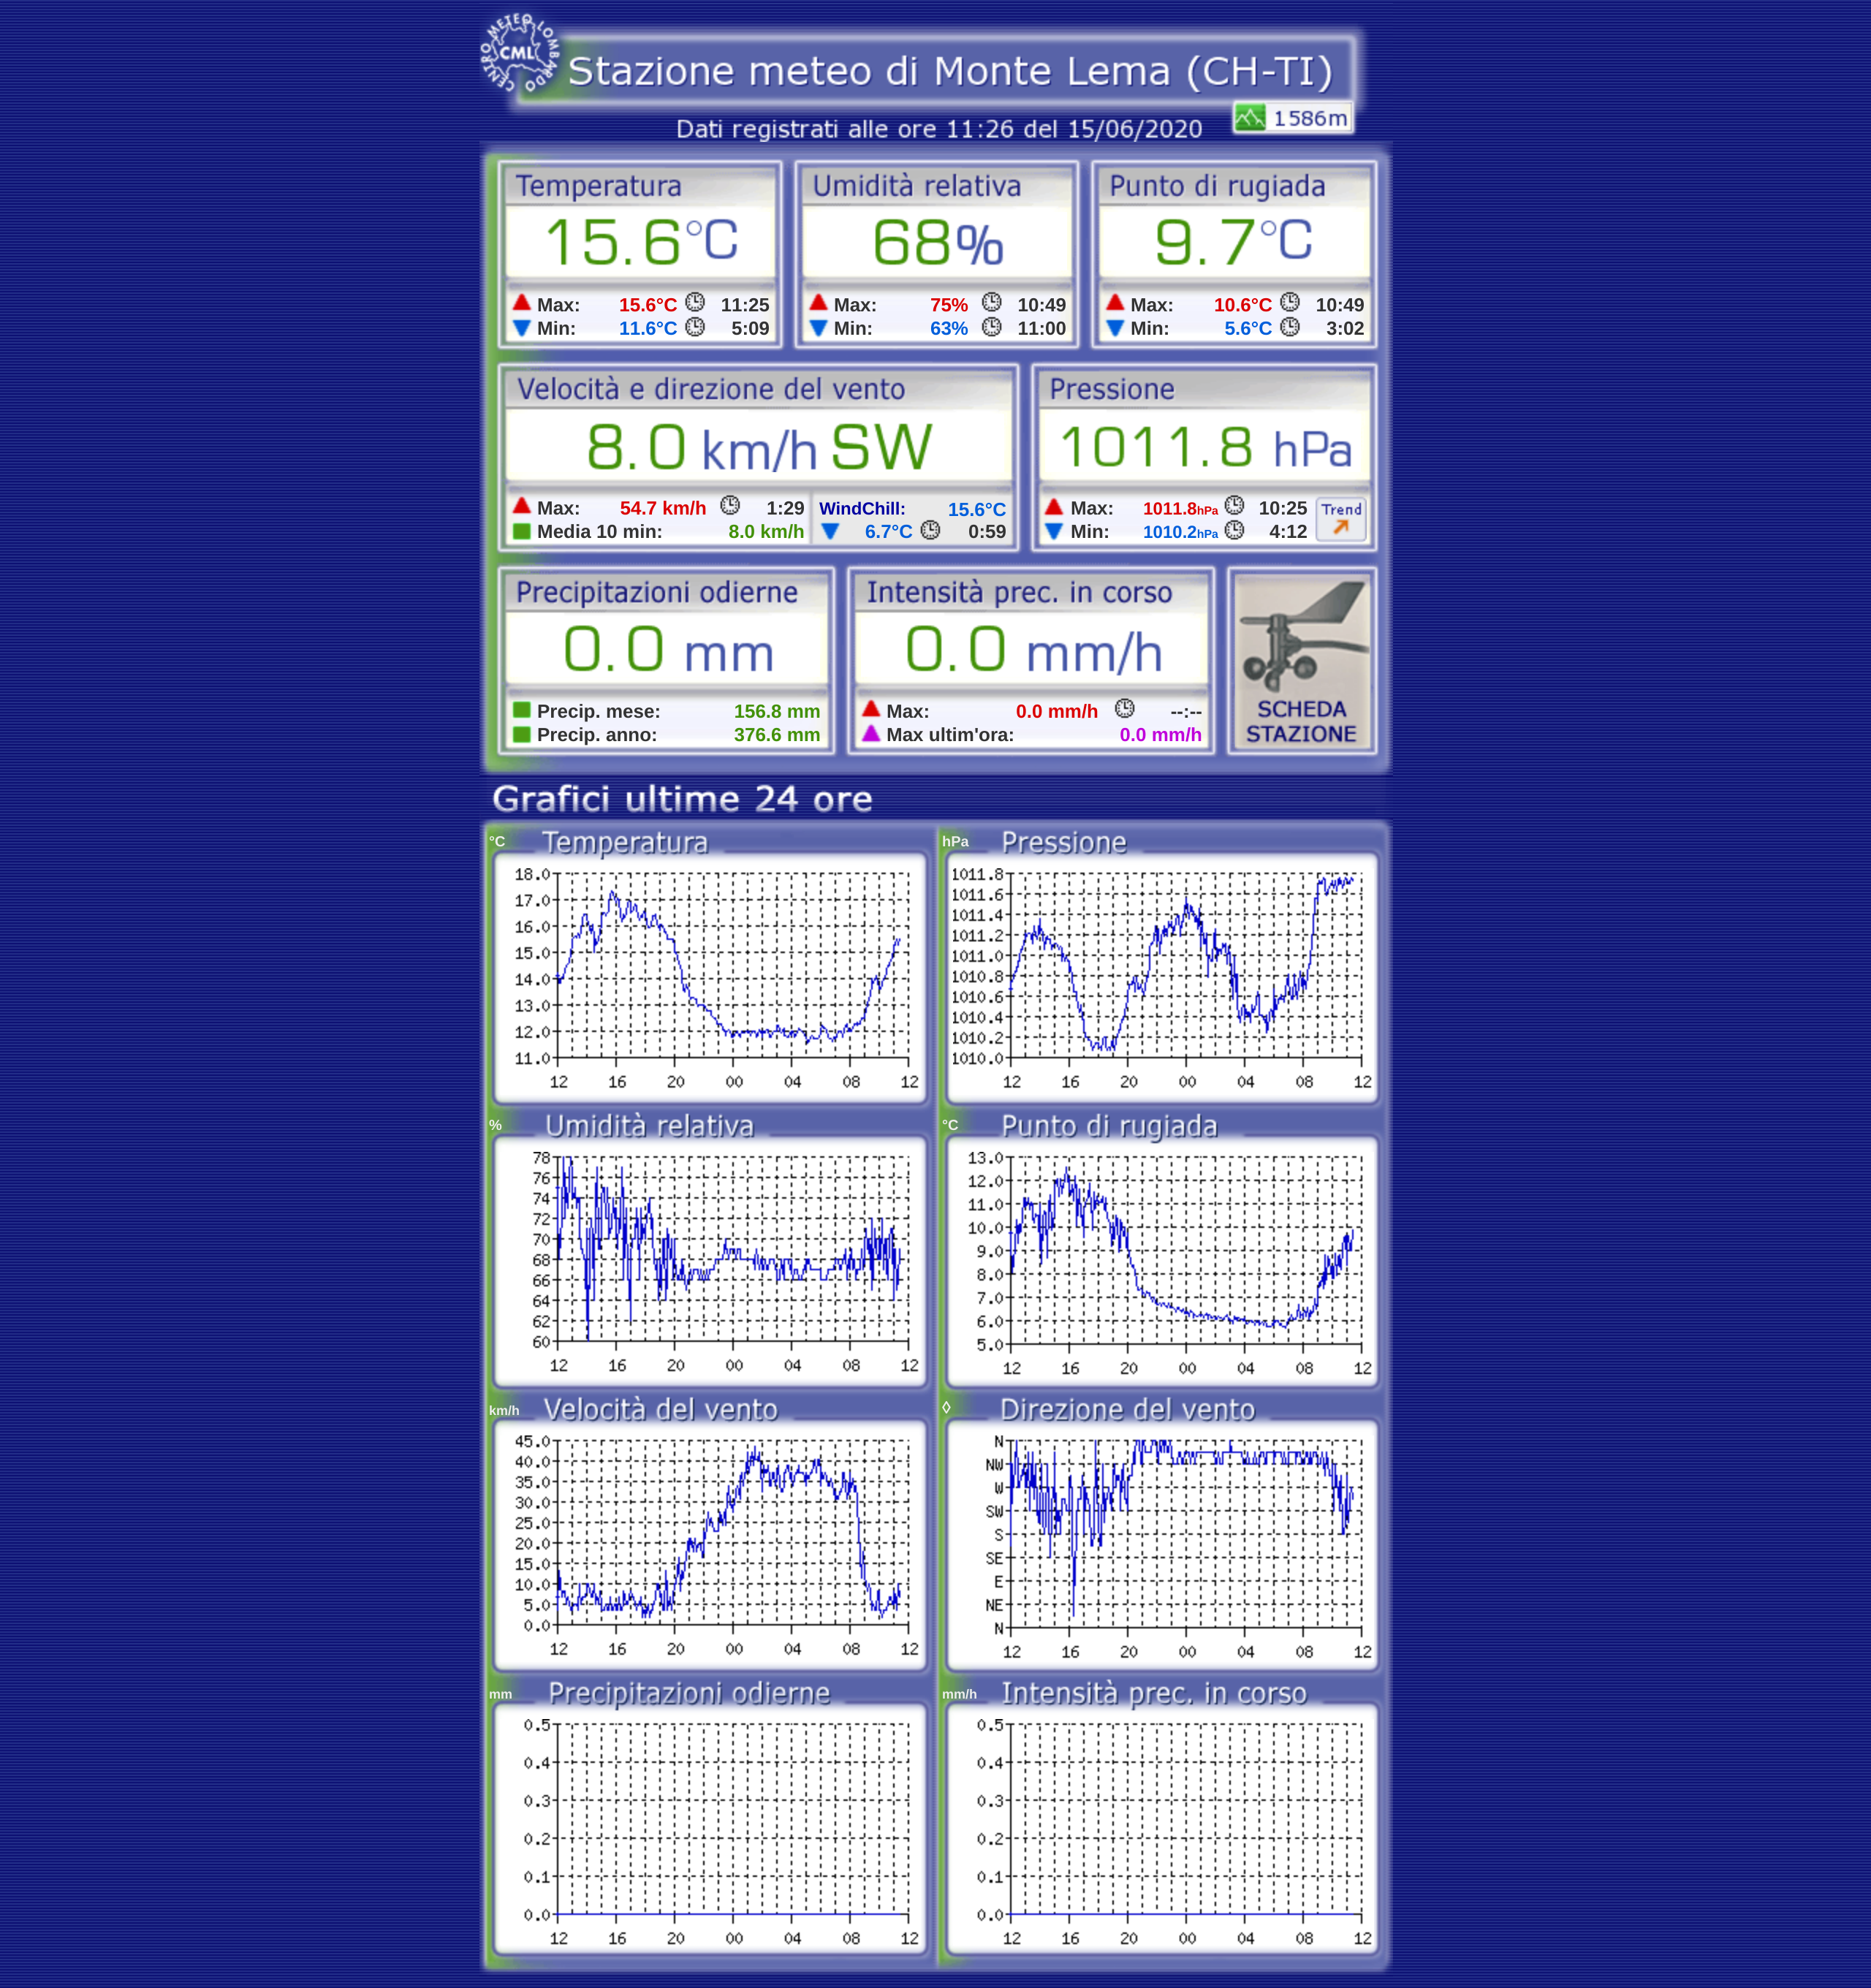 CENTRO METEO LOMBARDO
CML
Stazione meteo di Monte Lema (CH-TI)
1586m
Dati registrati alle ore 11:26 del 15/06/2020
Temperatura
15.6°C
Max: 15.6°C 11:25
Min: 11.6°C 5:09
Umidità relativa
68%
Max: 75% 10:49
Min: 63% 11:00
Punto di rugiada
9.7°C
Max: 10.6°C 10:49
Min: 5.6°C 3:02
Velocità e direzione del vento
8.0 km/h SW
Max: 54.7 km/h 1:29
Media 10 min: 8.0 km/h
WindChill: 15.6°C
6.7°C 0:59
Pressione
1011.8 hPa
Max: 1011.8hPa 10:25
Min: 1010.2hPa 4:12
Trend
Precipitazioni odierne
0.0 mm
Precip. mese: 156.8 mm
Precip. anno: 376.6 mm
Intensità prec. in corso
0.0 mm/h
Max: 0.0 mm/h --:--
Max ultim'ora: 0.0 mm/h
SCHEDA
STAZIONE
Grafici ultime 24 ore
°C Temperatura
18.0
17.0
16.0
15.0
14.0
13.0
12.0
11.0
12 16 20 00 04 08 12
hPa Pressione
1011.8
1011.6
1011.4
1011.2
1011.0
1010.8
1010.6
1010.4
1010.2
1010.0
12 16 20 00 04 08 12
% Umidità relativa
78
76
74
72
70
68
66
64
62
60
12 16 20 00 04 08 12
°C Punto di rugiada
13.0
12.0
11.0
10.0
9.0
8.0
7.0
6.0
5.0
12 16 20 00 04 08 12
km/h Velocità del vento
45.0
40.0
35.0
30.0
25.0
20.0
15.0
10.0
5.0
0.0
12 16 20 00 04 08 12
◊ Direzione del vento
N
NW
W
SW
S
SE
E
NE
N
12 16 20 00 04 08 12
mm Precipitazioni odierne
0.5
0.4
0.3
0.2
0.1
0.0
12 16 20 00 04 08 12
mm/h Intensità prec. in corso
0.5
0.4
0.3
0.2
0.1
0.0
12 16 20 00 04 08 12